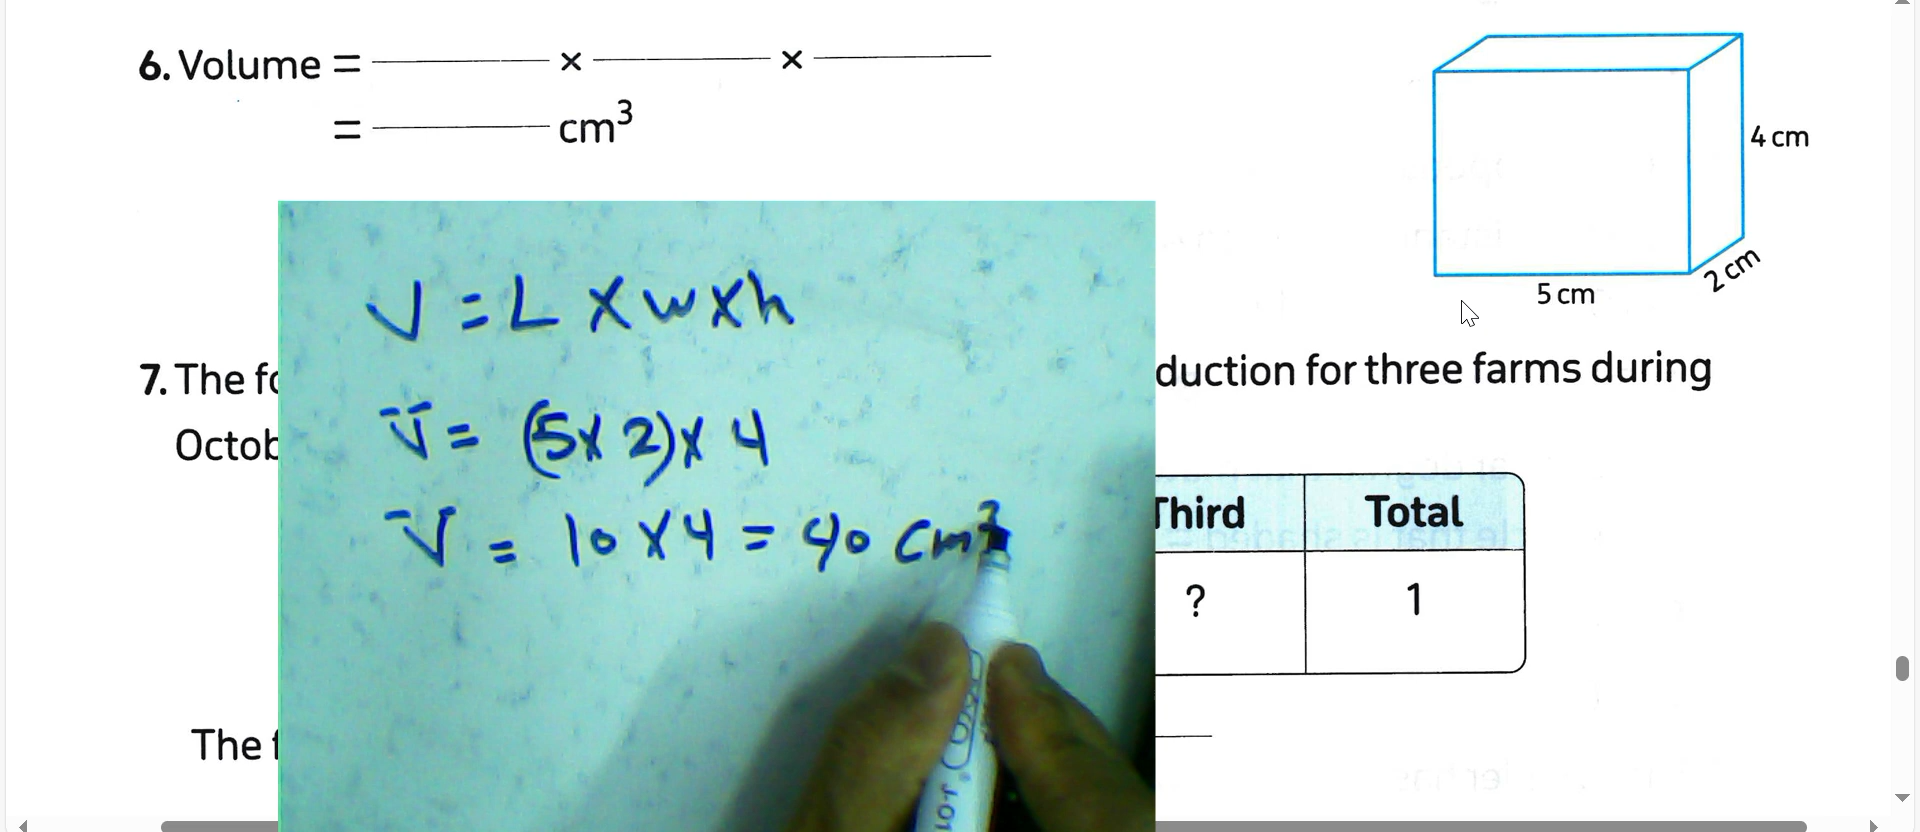 6. Volume = ______ × ______ × ______
= ______ cm³
4 cm
2 cm
5 cm
V = L x w x h
V = (5 x 2) x 4
V = 10 x 4 = 40 cm³
7. The fo
duction for three farms during
Octob
Third Total
? 1
The f